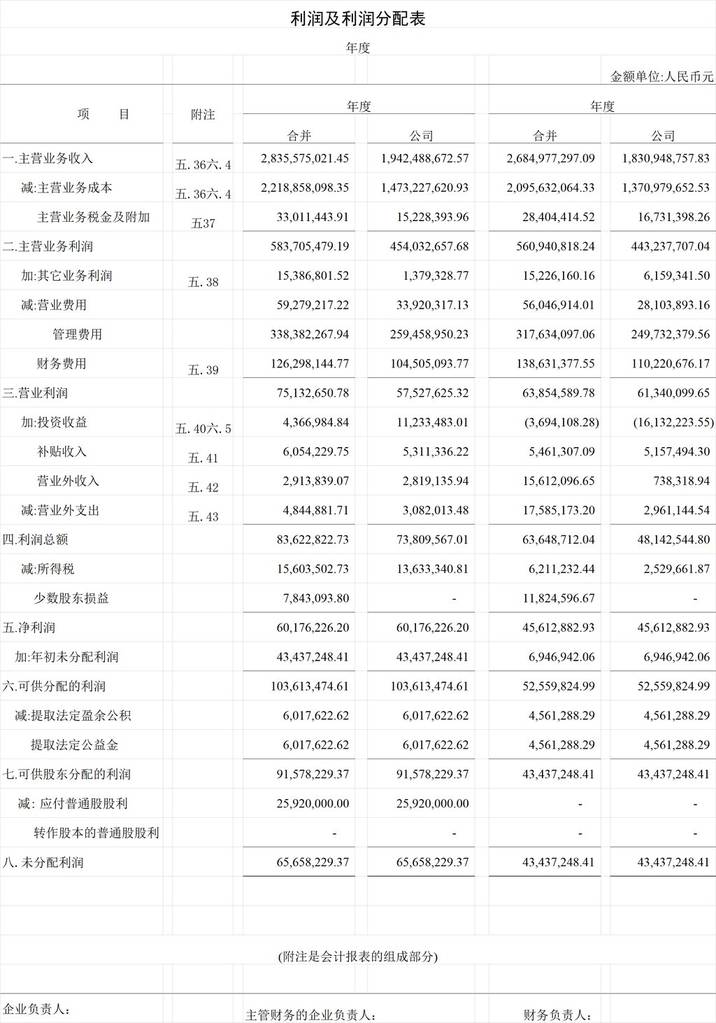 利润及利润分配表
年度
金额单位:人民币元
项 目 附注 年度 年度
合并 公司 合并 公司
一.主营业务收入 五.36六.4 2,835,575,021.45 1,942,488,672.57 2,684,977,297.09 1,830,948,757.83
减:主营业务成本 五.36六.4 2,218,858,098.35 1,473,227,620.93 2,095,632,064.33 1,370,979,652.53
主营业务税金及附加 五37 33,011,443.91 15,228,393.96 28,404,414.52 16,731,398.26
二.主营业务利润 583,705,479.19 454,032,657.68 560,940,818.24 443,237,707.04
加:其它业务利润 五.38 15,386,801.52 1,379,328.77 15,226,160.16 6,159,341.50
减:营业费用 59,279,217.22 33,920,317.13 56,046,914.01 28,103,893.16
管理费用 338,382,267.94 259,458,950.23 317,634,097.06 249,732,379.56
财务费用 五.39 126,298,144.77 104,505,093.77 138,631,377.55 110,220,676.17
三.营业利润 75,132,650.78 57,527,625.32 63,854,589.78 61,340,099.65
加:投资收益 五.40六.5 4,366,984.84 11,233,483.01 (3,694,108.28) (16,132,223.55)
补贴收入 五.41 6,054,229.75 5,311,336.22 5,461,307.09 5,157,494.30
营业外收入 五.42 2,913,839.07 2,819,135.94 15,612,096.65 738,318.94
减:营业外支出 五.43 4,844,881.71 3,082,013.48 17,585,173.20 2,961,144.54
四.利润总额 83,622,822.73 73,809,567.01 63,648,712.04 48,142,544.80
减:所得税 15,603,502.73 13,633,340.81 6,211,232.44 2,529,661.87
少数股东损益 7,843,093.80 - 11,824,596.67 -
五.净利润 60,176,226.20 60,176,226.20 45,612,882.93 45,612,882.93
加:年初未分配利润 43,437,248.41 43,437,248.41 6,946,942.06 6,946,942.06
六.可供分配的利润 103,613,474.61 103,613,474.61 52,559,824.99 52,559,824.99
减:提取法定盈余公积 6,017,622.62 6,017,622.62 4,561,288.29 4,561,288.29
提取法定公益金 6,017,622.62 6,017,622.62 4,561,288.29 4,561,288.29
七.可供股东分配的利润 91,578,229.37 91,578,229.37 43,437,248.41 43,437,248.41
减: 应付普通股股利 25,920,000.00 25,920,000.00 - -
转作股本的普通股股利 - - - -
八.未分配利润 65,658,229.37 65,658,229.37 43,437,248.41 43,437,248.41
(附注是会计报表的组成部分)
企业负责人: 主管财务的企业负责人: 财务负责人: